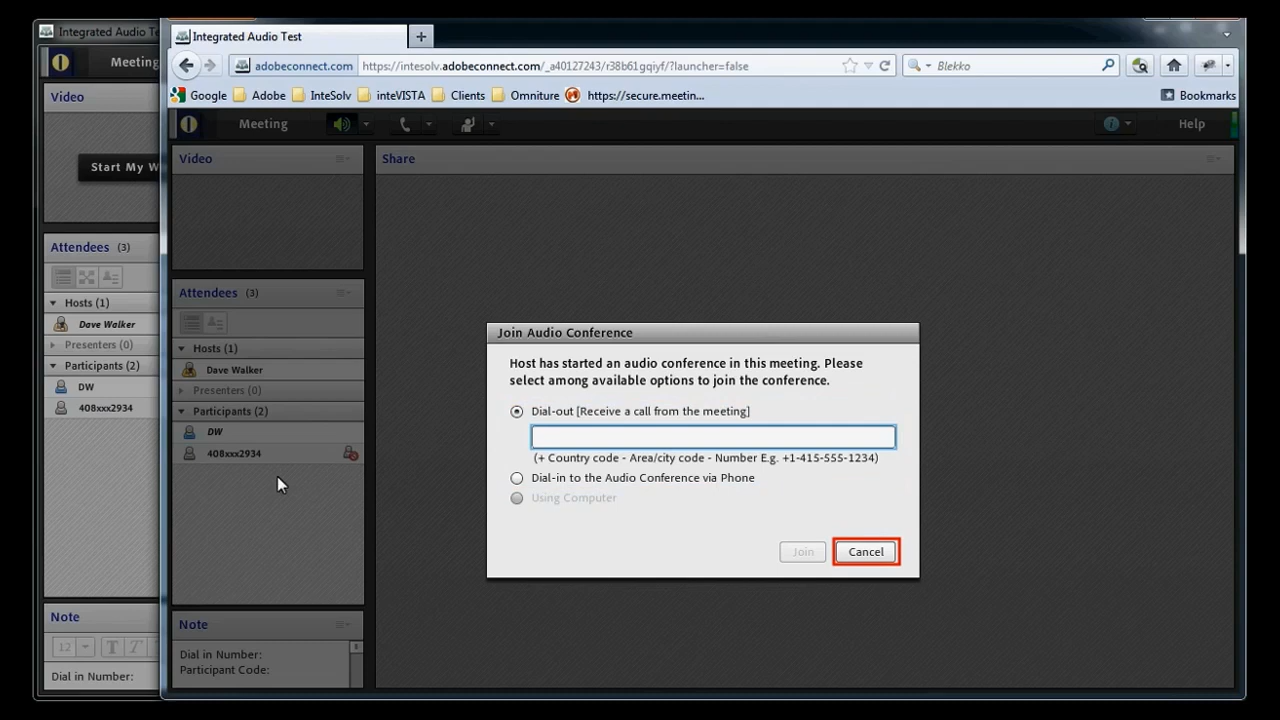 Integrated Audio Te
Meeting
Video
Start My W
Attendees (3)
Hosts (1)
Dave Walker
Presenters (0)
Participants (2)
DW
408xxx2934
Note
12
T T
Dial in Number:
Integrated Audio Test
+
adobeconnect.com https://intesolv.adobeconnect.com/_a40127243/r38b61gqiyf/?launcher=false
Blekko
Google Adobe InteSolv inteVISTA Clients Omniture https://secure.meetin... Bookmarks
Meeting Help
Video
Share
Attendees (3)
Hosts (1)
Dave Walker
Presenters (0)
Participants (2)
DW
408xxx2934
Note
Dial in Number:
Participant Code:
Join Audio Conference
Host has started an audio conference in this meeting. Please
select among available options to join the conference.
Dial-out [Receive a call from the meeting]
(+ Country code - Area/city code - Number E.g. +1-415-555-1234)
Dial-in to the Audio Conference via Phone
Using Computer
Join Cancel